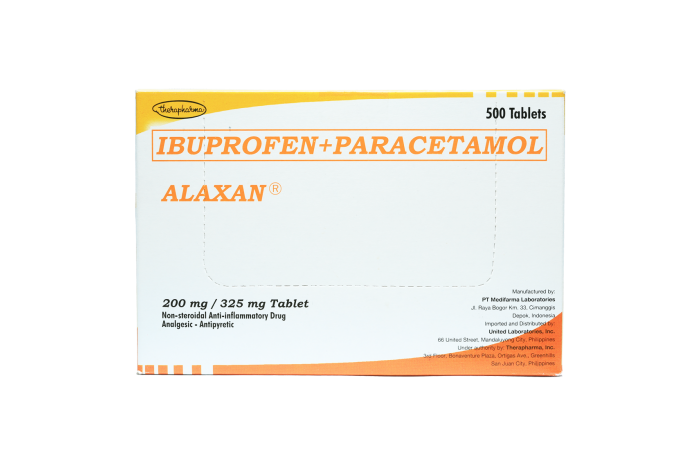 therapharma
500 Tablets
IBUPROFEN+PARACETAMOL
ALAXAN®
200 mg / 325 mg Tablet
Non-steroidal Anti-inflammatory Drug
Analgesic - Antipyretic
Manufactured by:
PT Medifarma Laboratories
Jl. Raya Bogor Km. 33, Cimanggis
Depok, Indonesia
Imported and Distributed by:
United Laboratories, Inc.
66 United Street, Mandaluyong City, Philippines
Under authority by: Therapharma, Inc.
3rd Floor, Bonaventure Plaza, Ortigas Ave., Greenhills
San Juan City, Philippines